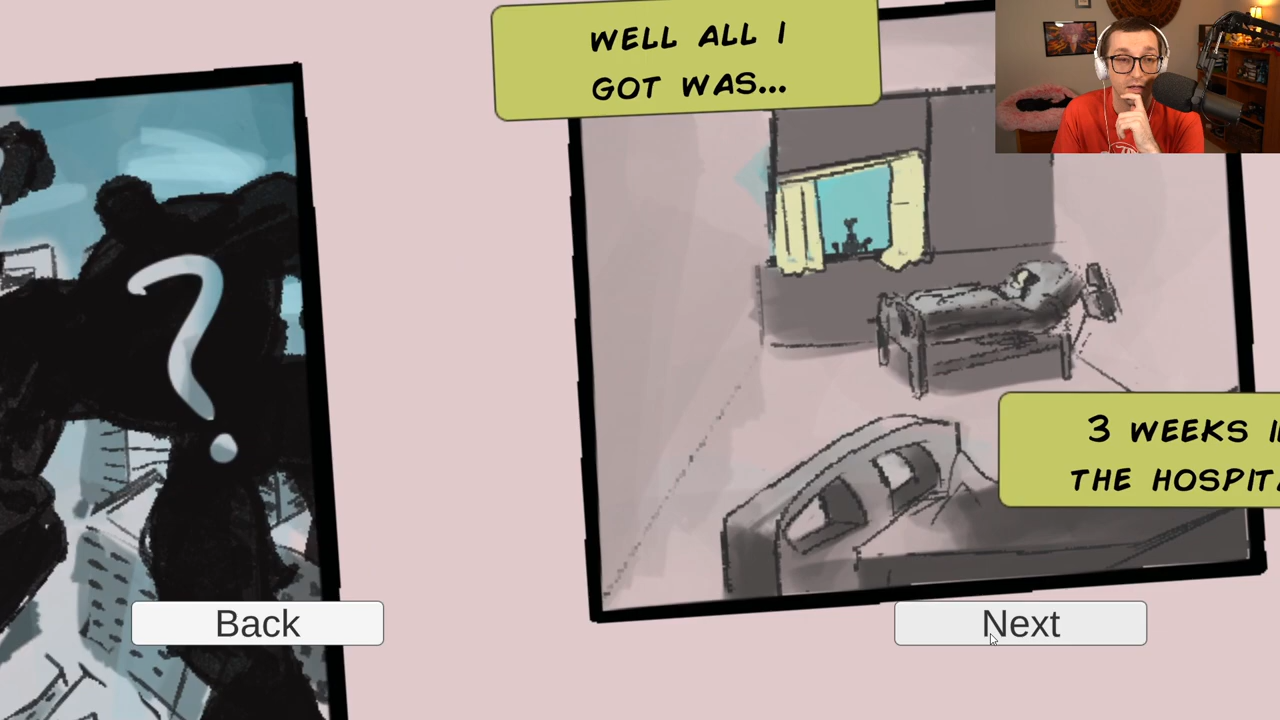 WELL ALL I
GOT WAS...
?
3 WEEKS I
THE HOSPIT
Back
Next